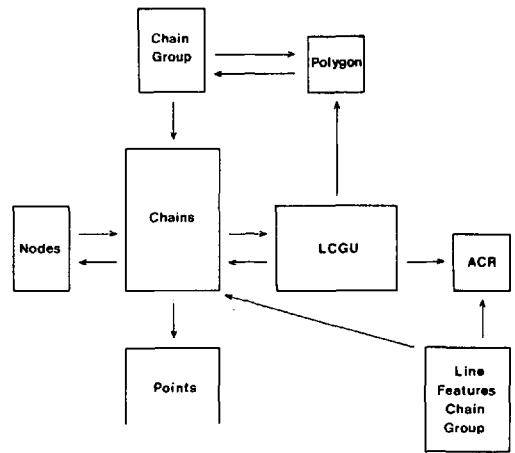 Chain
Group
Polygon
Chains
Nodes
LCGU
ACR
Points
Line
Features
Chain
Group